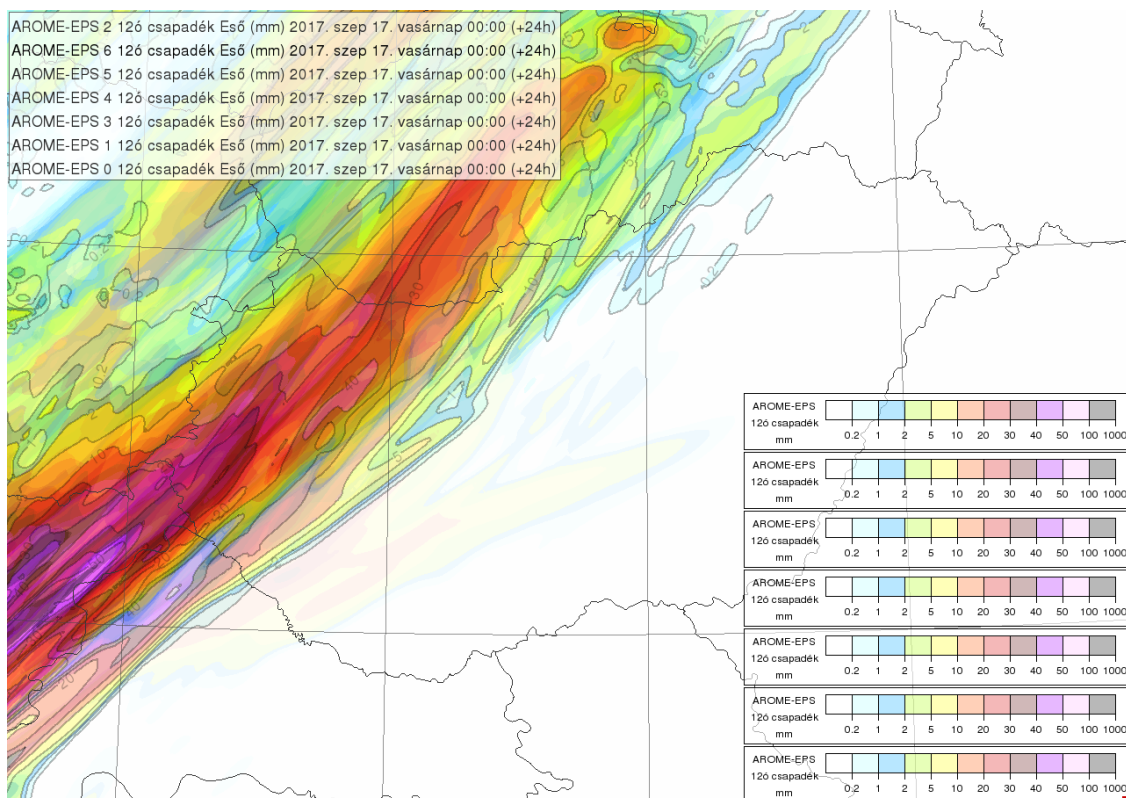 AROME-EPS 2 12ó csapadék Eső (mm) 2017. szep 17. vasárnap 00:00 (+24h)
AROME-EPS 6 12ó csapadék Eső (mm) 2017. szep 17. vasárnap 00:00 (+24h)
AROME-EPS 5 12ó csapadék Eső (mm) 2017. szep 17. vasárnap 00:00 (+24h)
AROME-EPS 4 12ó csapadék Eső (mm) 2017. szep 17. vasárnap 00:00 (+24h)
AROME-EPS 3 12ó csapadék Eső (mm) 2017. szep 17. vasárnap 00:00 (+24h)
AROME-EPS 1 12ó csapadék Eső (mm) 2017. szep 17. vasárnap 00:00 (+24h)
AROME-EPS 0 12ó csapadék Eső (mm) 2017. szep 17. vasárnap 00:00 (+24h)
AROME-EPS
12ó csapadék
mm 0.2 1 2 5 10 20 30 40 50 100 1000
AROME-EPS
12ó csapadék
mm 0.2 1 2 5 10 20 30 40 50 100 1000
AROME-EPS
12ó csapadék
mm 0.2 1 2 5 10 20 30 40 50 100 1000
AROME-EPS
12ó csapadék
mm 0.2 1 2 5 10 20 30 40 50 100 1000
AROME-EPS
12ó csapadék
mm 0.2 1 2 5 10 20 30 40 50 100 1000
AROME-EPS
12ó csapadék
mm 0.2 1 2 5 10 20 30 40 50 100 1000
AROME-EPS
12ó csapadék
mm 0.2 1 2 5 10 20 30 40 50 100 1000